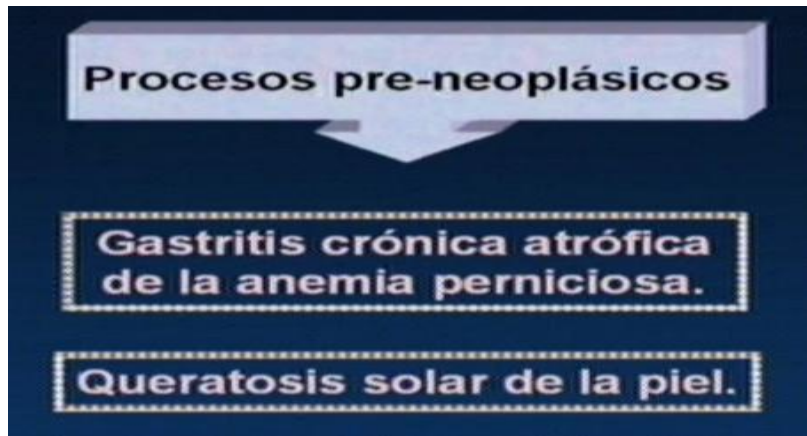 Procesos pre-neoplásicos
Gastritis crónica atrófica
de la anemia perniciosa.
Queratosis solar de la piel.